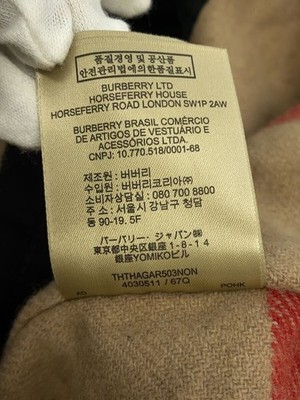 품질경영 및 공산품
안전관리법에의한품질표시
BURBERRY LTD
HORSEFERRY HOUSE
HORSEFERRY ROAD LONDON SW1P 2AW
BURBERRY BRASIL COMÉRCIO
DE ARTIGOS DE VESTUÁRIO E
ACESSÓRIOS LTDA.
CNPJ: 10.770.518/0001-68
제조원 : 버버리
수입원 : 버버리코리아㈜
소비자상담실 : 080 700 8800
주소 : 서울시 강남구 청담
동 90-19. 5F
バーバリー・ジャパン㈱
東京都中央区銀座 1-8-14
銀座YOMIKOビル
THTHAGAR503NON
4030511 / 67Q